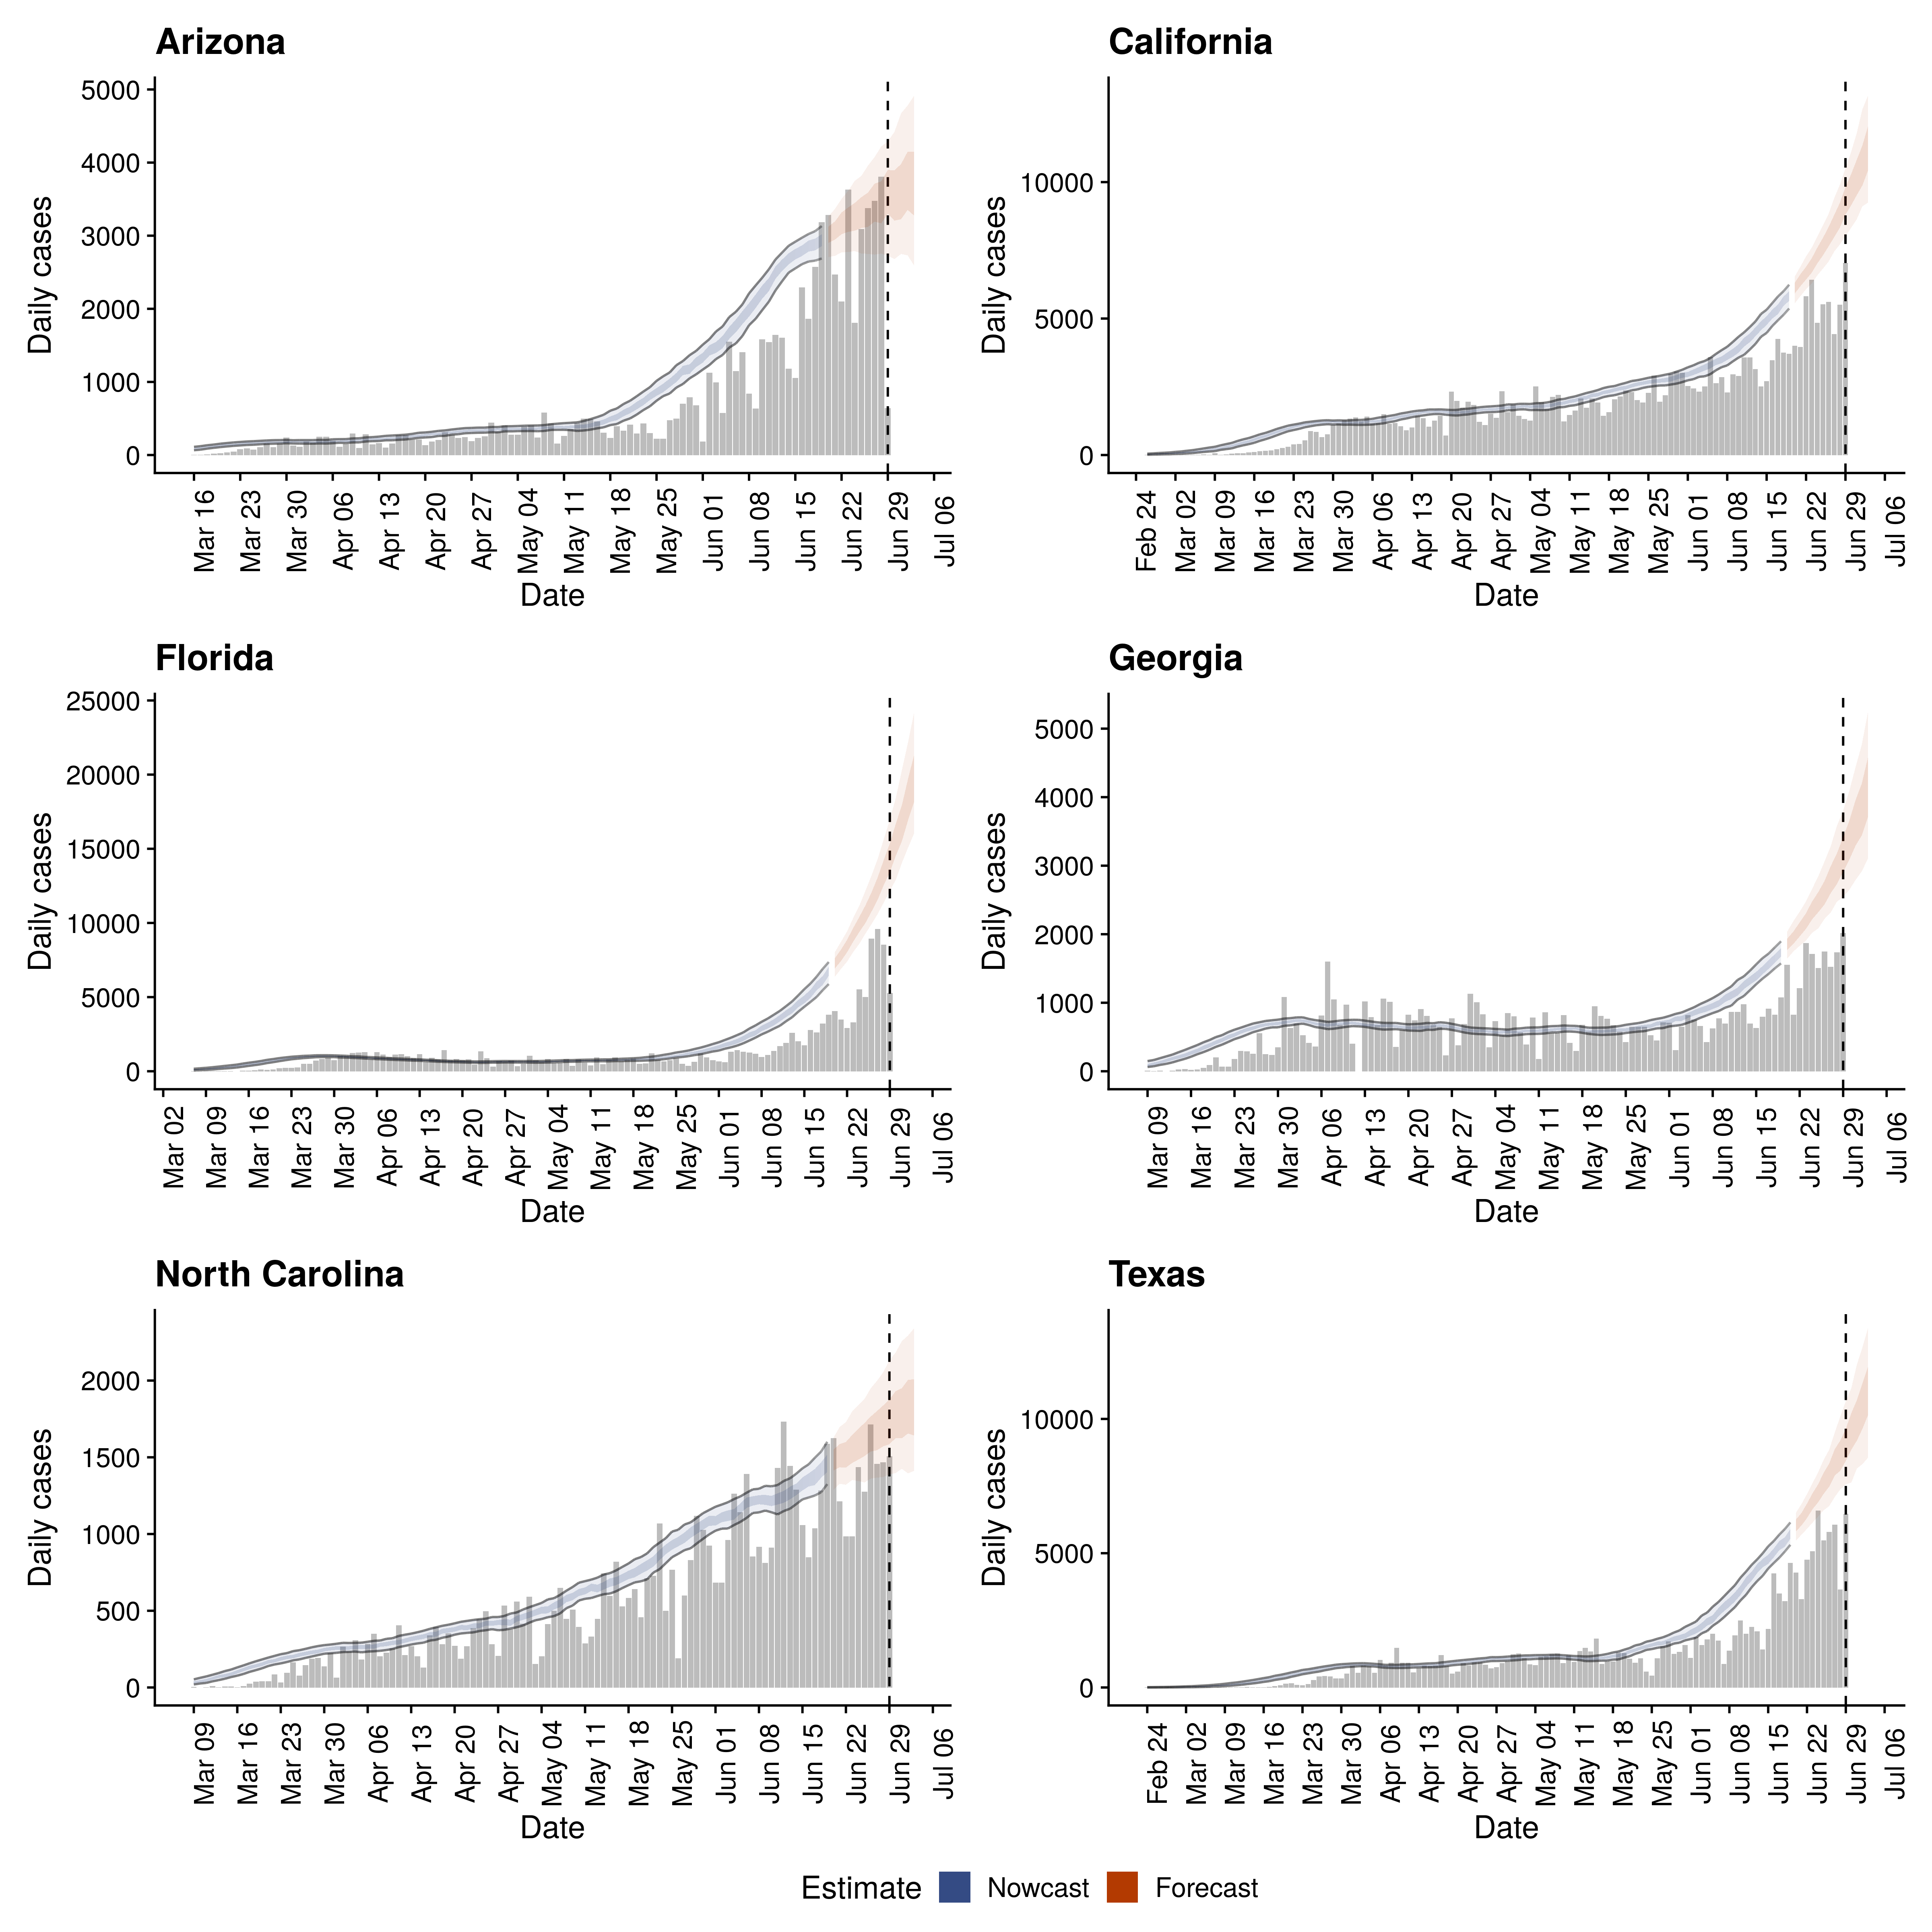 Arizona
Daily cases
5000
4000
3000
2000
1000
0
Mar 16
Mar 23
Mar 30
Apr 06
Apr 13
Apr 20
Apr 27
May 04
May 11
May 18
May 25
Jun 01
Jun 08
Jun 15
Jun 22
Jun 29
Jul 06
Date
California
Daily cases
10000
5000
0
Feb 24
Mar 02
Mar 09
Mar 16
Mar 23
Mar 30
Apr 06
Apr 13
Apr 20
Apr 27
May 04
May 11
May 18
May 25
Jun 01
Jun 08
Jun 15
Jun 22
Jun 29
Jul 06
Date
Florida
Daily cases
25000
20000
15000
10000
5000
0
Mar 02
Mar 09
Mar 16
Mar 23
Mar 30
Apr 06
Apr 13
Apr 20
Apr 27
May 04
May 11
May 18
May 25
Jun 01
Jun 08
Jun 15
Jun 22
Jun 29
Jul 06
Date
Georgia
Daily cases
5000
4000
3000
2000
1000
0
Mar 09
Mar 16
Mar 23
Mar 30
Apr 06
Apr 13
Apr 20
Apr 27
May 04
May 11
May 18
May 25
Jun 01
Jun 08
Jun 15
Jun 22
Jun 29
Jul 06
Date
North Carolina
Daily cases
2000
1500
1000
500
0
Mar 09
Mar 16
Mar 23
Mar 30
Apr 06
Apr 13
Apr 20
Apr 27
May 04
May 11
May 18
May 25
Jun 01
Jun 08
Jun 15
Jun 22
Jun 29
Jul 06
Date
Texas
Daily cases
10000
5000
0
Feb 24
Mar 02
Mar 09
Mar 16
Mar 23
Mar 30
Apr 06
Apr 13
Apr 20
Apr 27
May 04
May 11
May 18
May 25
Jun 01
Jun 08
Jun 15
Jun 22
Jun 29
Jul 06
Date
Estimate Nowcast Forecast